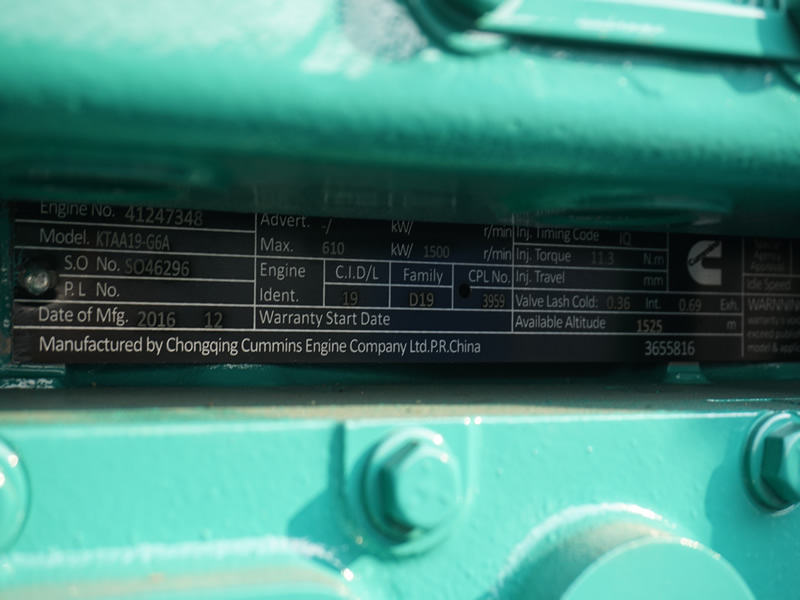 Engine No. 41247348 Advert. -/ kW/ r/min Inj. Timing Code IQ
Model. KTAA19-G6A Max. 610 kW/ 1500 r/min Inj. Torque 11.3 N.m
S.O No. SO46296 Engine C.I.D/L Family CPL No. Inj. Travel mm
P.L No. Ident. 19 D19 3959 Valve Lash Cold: 0.36 Int. 0.69 Exh. WARNIN
Idle Speed
Date of Mfg. 2016 12 Warranty Start Date Available Altitude 1525 m
Manufactured by Chongqing Cummins Engine Company Ltd.P.R.China 3655816